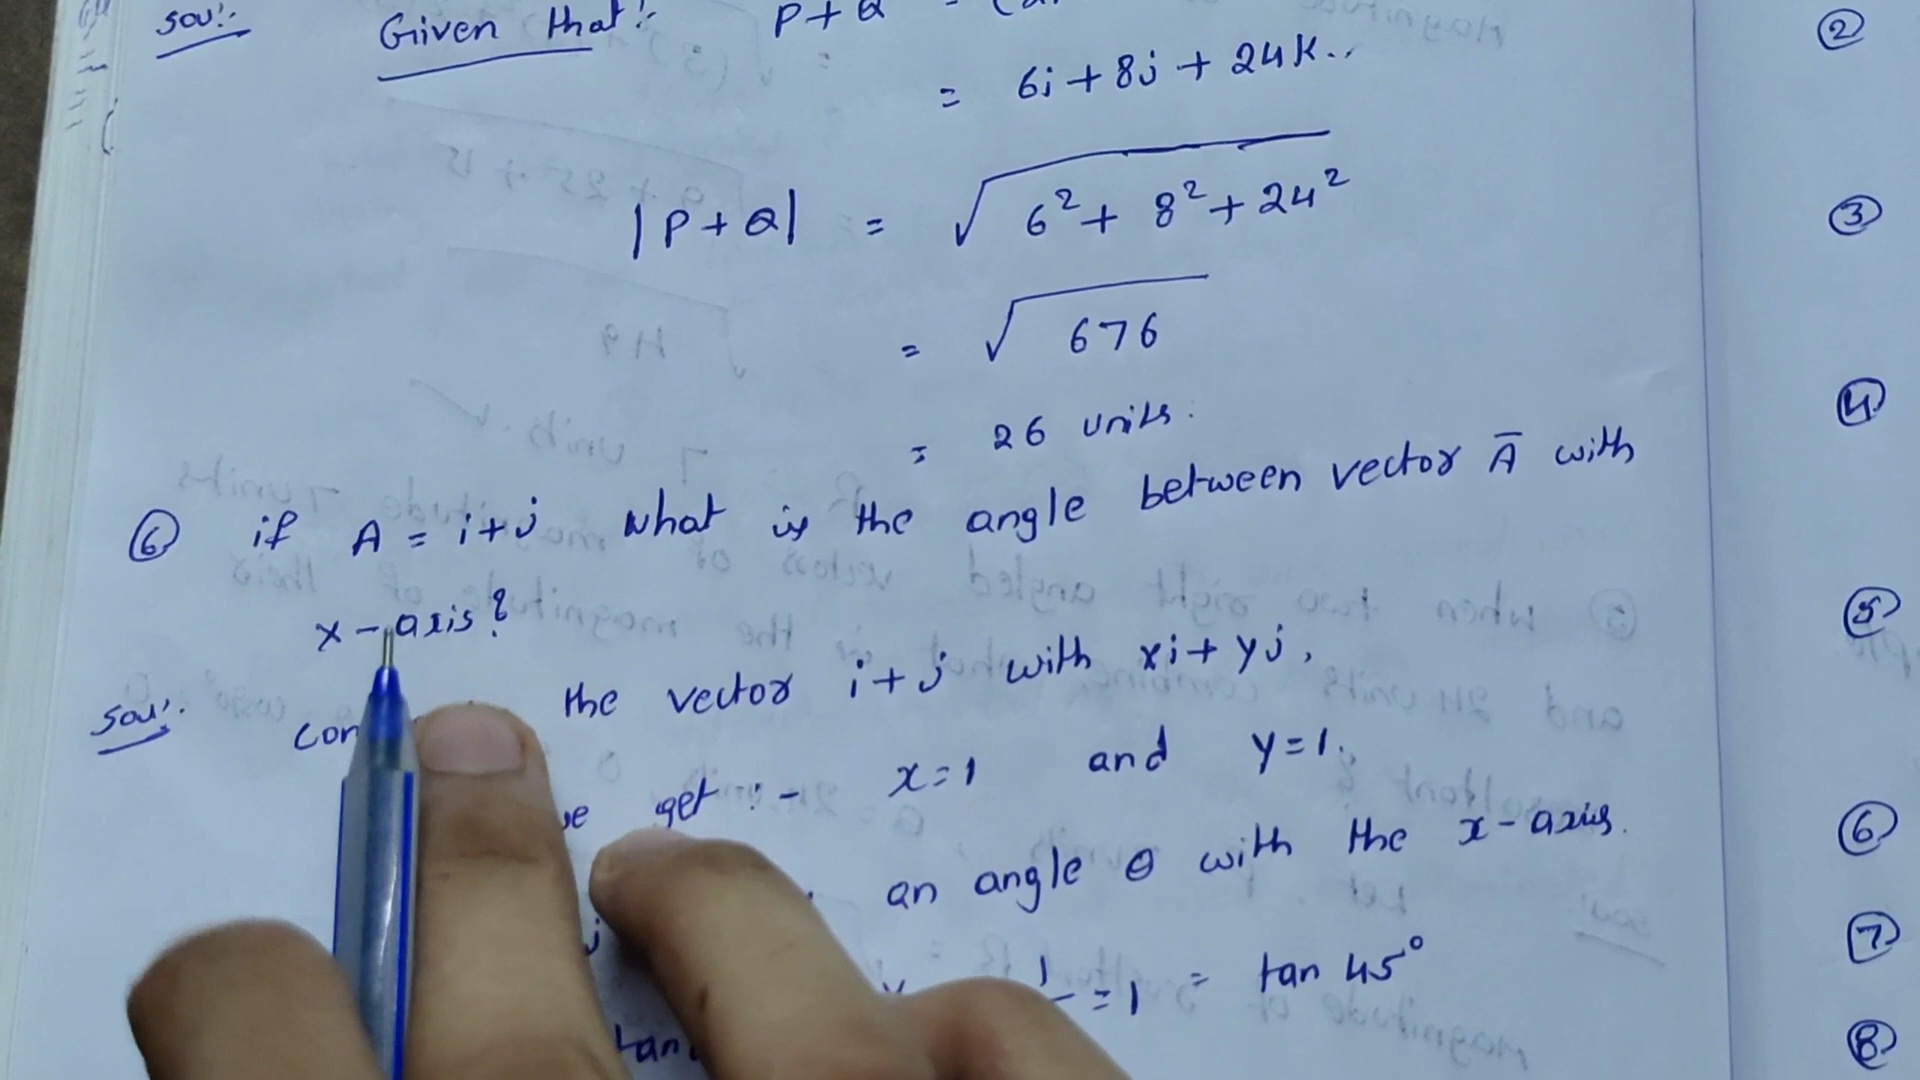 Sol:- Given that:- P+Q = (
= 6i + 8j + 24K..
|P+Q| = √6² + 8² + 24²
= √676
= 26 units.
⑥ if A = i+j what is the angle between vector A̅ with
x-axis?
Sol:- the vector i+j with xi + yj,
get :- x=1 and y=1.
an angle θ with the x-axis.
= 1 = tan 45°
tan
②
③
④
⑤
⑥
⑦
⑧